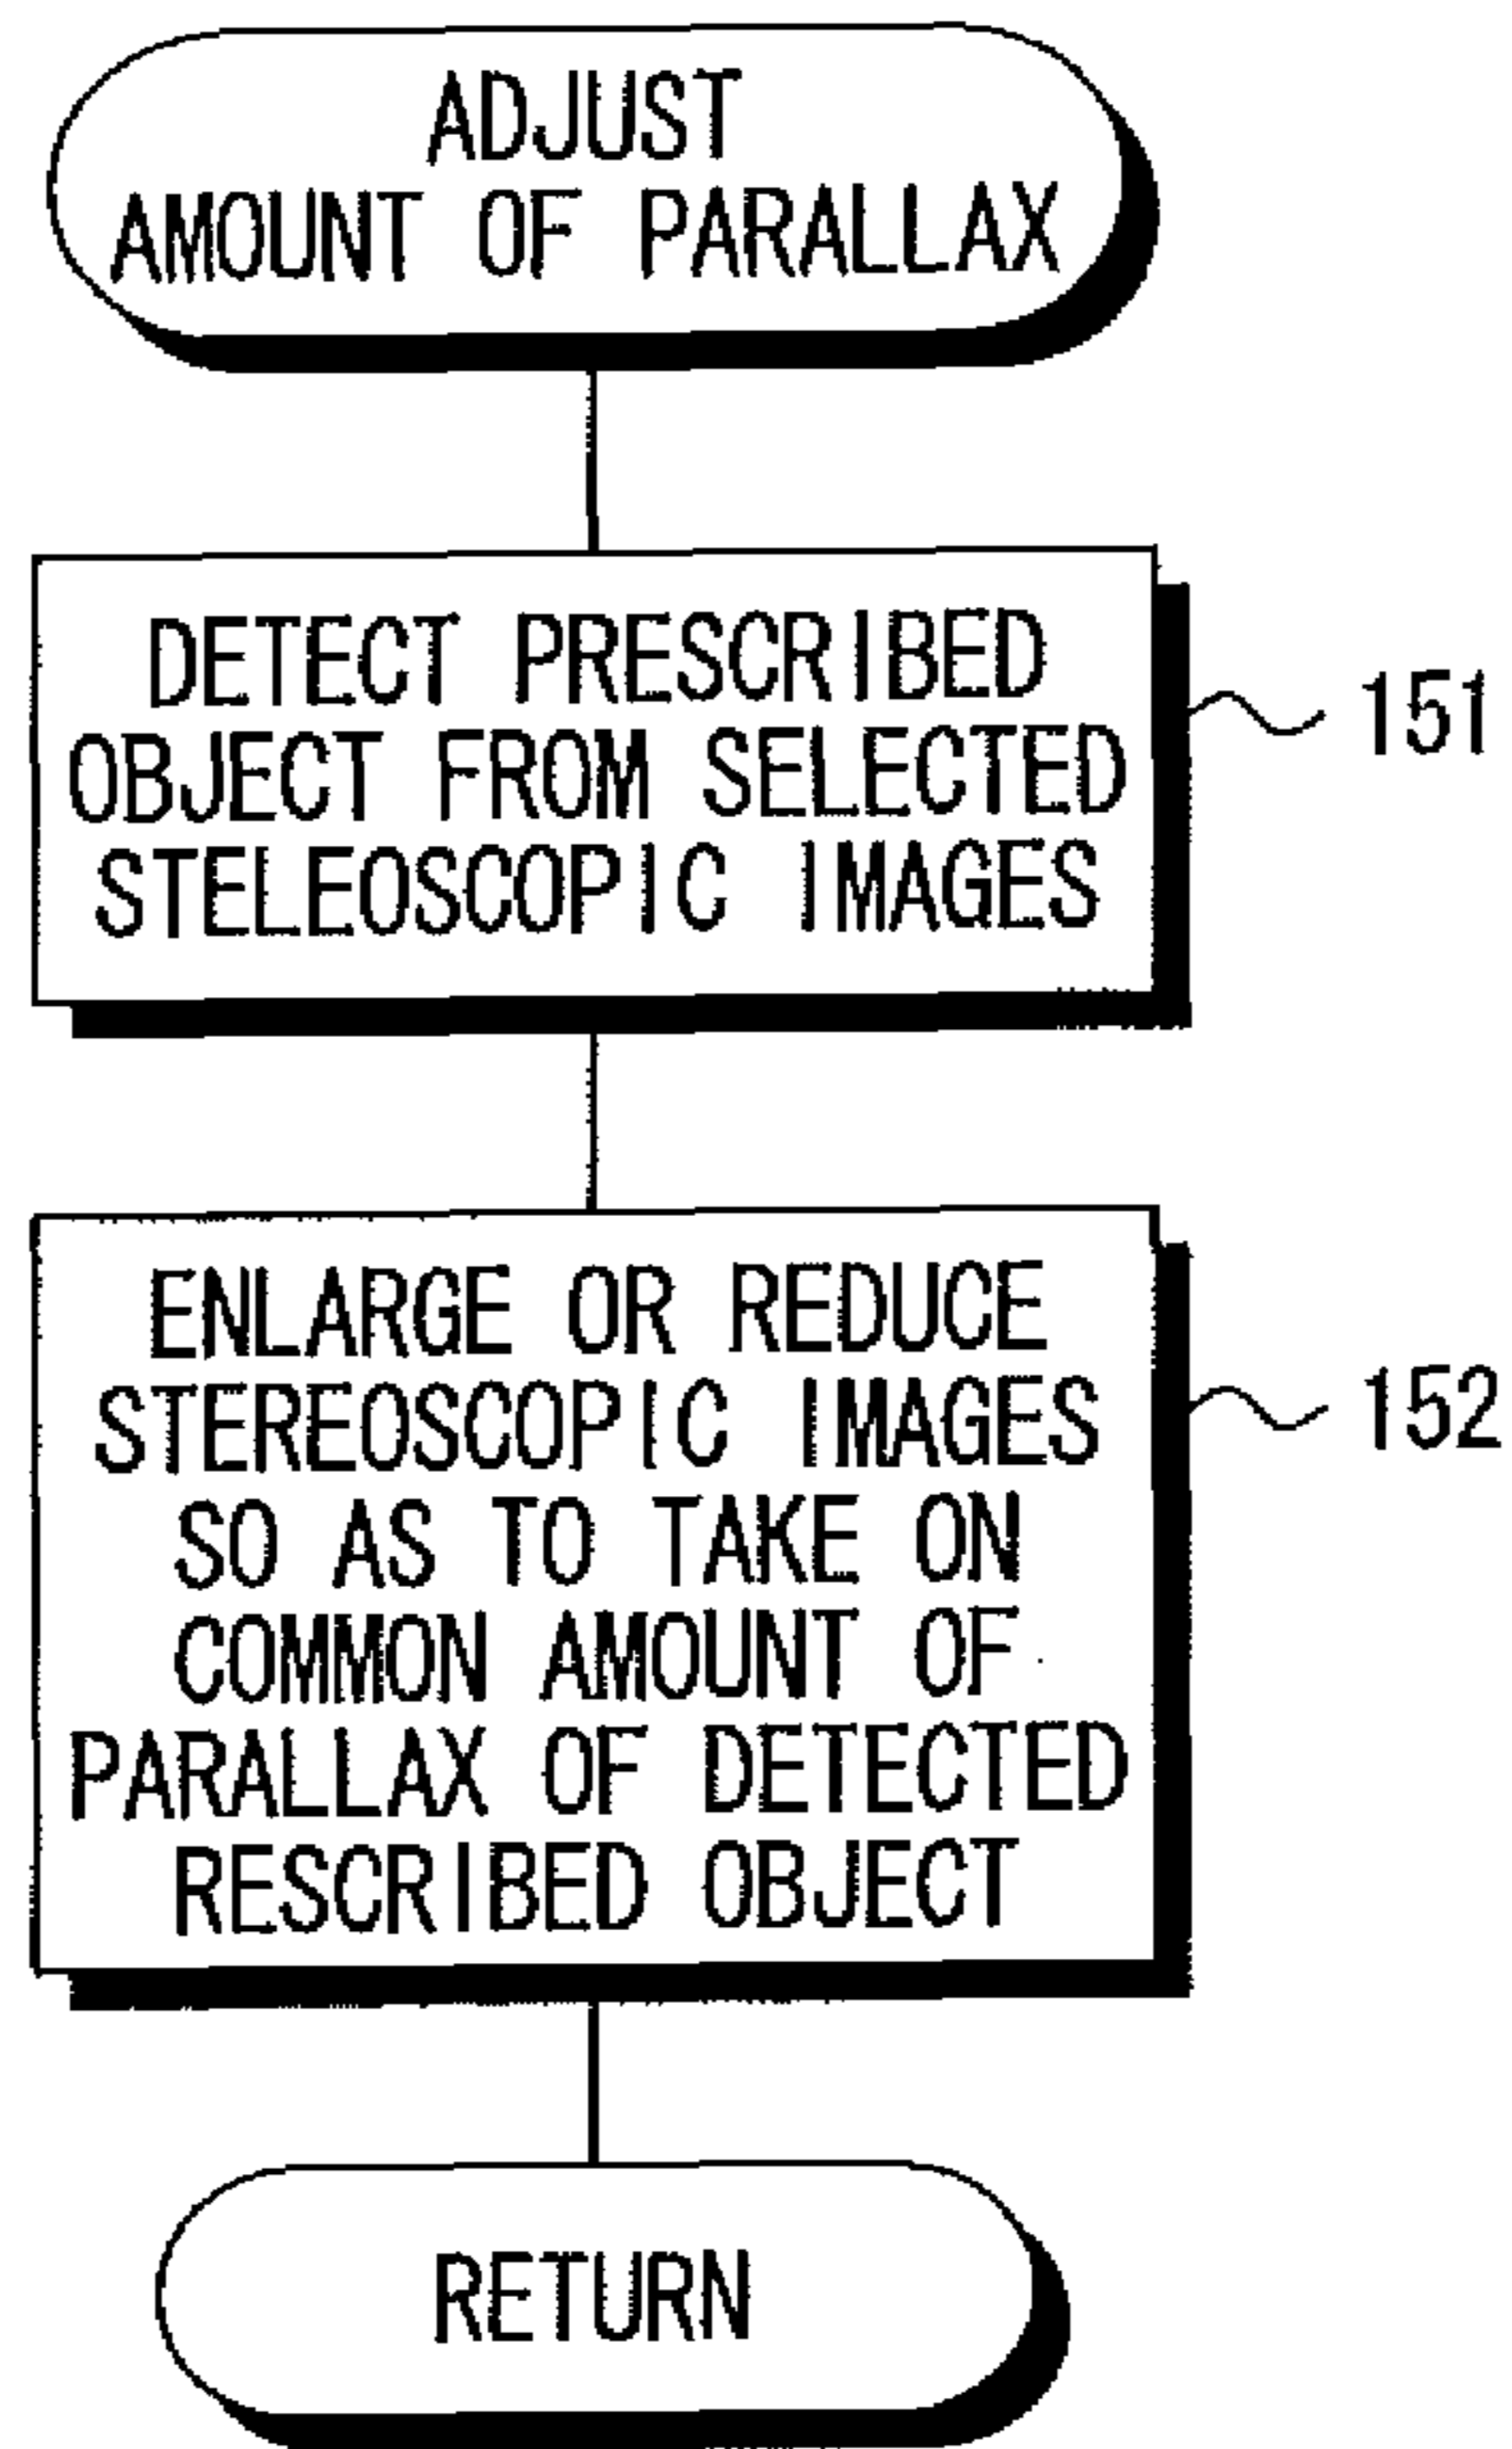 ADJUST
AMOUNT OF PARALLAX
DETECT PRESCRIBED
OBJECT FROM SELECTED
STELEOSCOPIC IMAGES
151
ENLARGE OR REDUCE
STEREOSCOPIC IMAGES
SO AS TO TAKE ON
COMMON AMOUNT OF
PARALLAX OF DETECTED
RESCRIBED OBJECT
152
RETURN